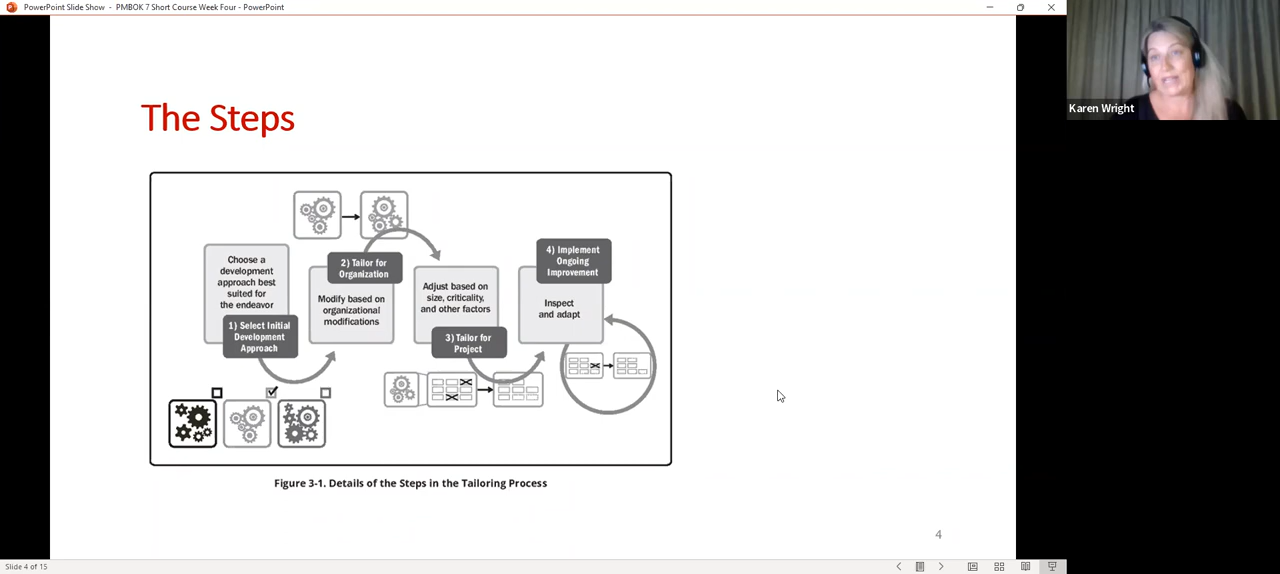 PowerPoint Slide Show - PMBOK 7 Short Course Week Four - PowerPoint
Karen Wright
The Steps
Choose a
development
approach best
suited for
the endeavor
1) Select Initial
Development
Approach
2) Tailor for
Organization
Modify based on
organizational
modifications
Adjust based on
size, criticality,
and other factors
3) Tailor for
Project
4) Implement
Ongoing
Improvement
Inspect
and adapt
Figure 3-1. Details of the Steps in the Tailoring Process
4
Slide 4 of 15